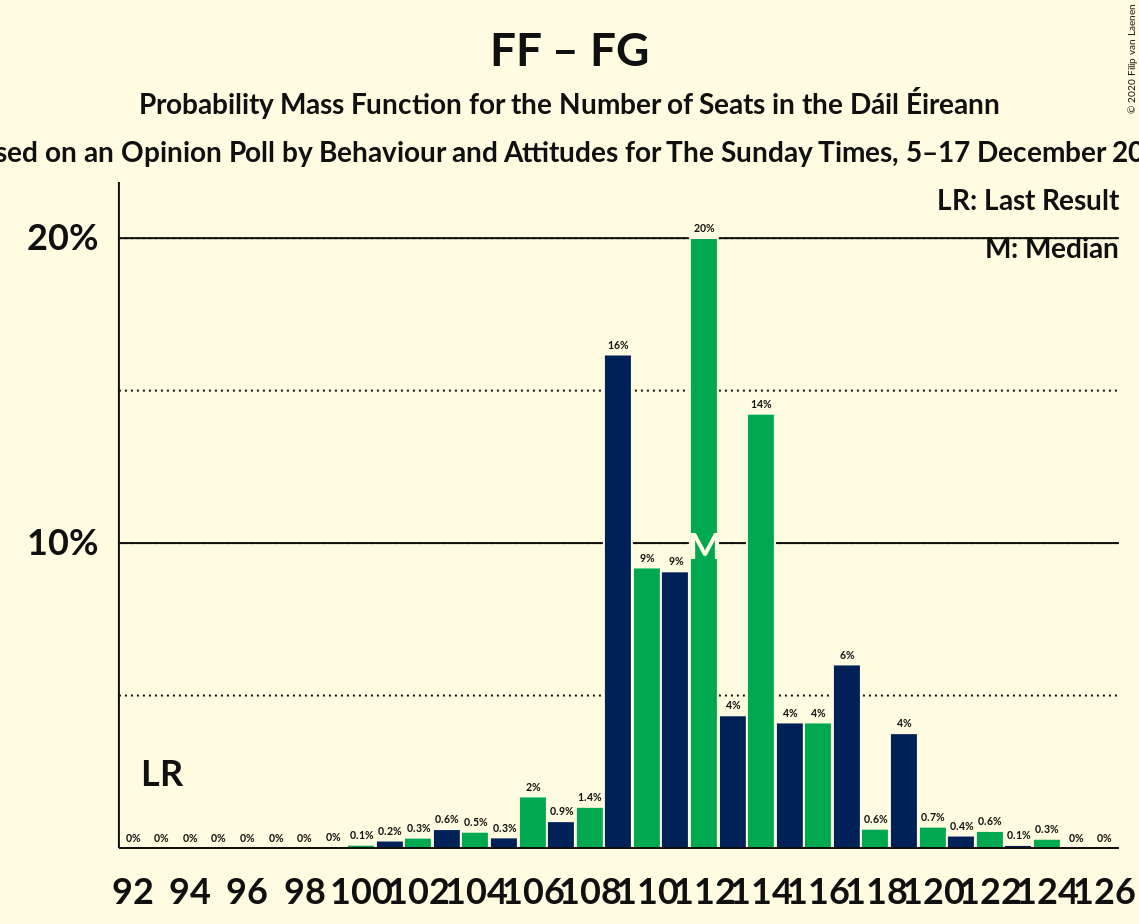 FF – FG
Probability Mass Function for the Number of Seats in the Dáil Éireann
sed on an Opinion Poll by Behaviour and Attitudes for The Sunday Times, 5–17 December 20
© 2020 Filip van Laenen
LR: Last Result
M: Median
20%
10%
20%
16%
14%
9% 9%
M
6%
4% 4% 4% 4%
LR
0% 0% 0% 0% 0% 0% 0% 0% 0.1% 0.2% 0.3% 0.6% 0.5% 0.3% 2% 0.9% 1.4% 0.6% 0.7% 0.4% 0.6% 0.1% 0.3% 0% 0%
92 94 96 98 100 102 104 106 108 110 112 114 116 118 120 122 124 126